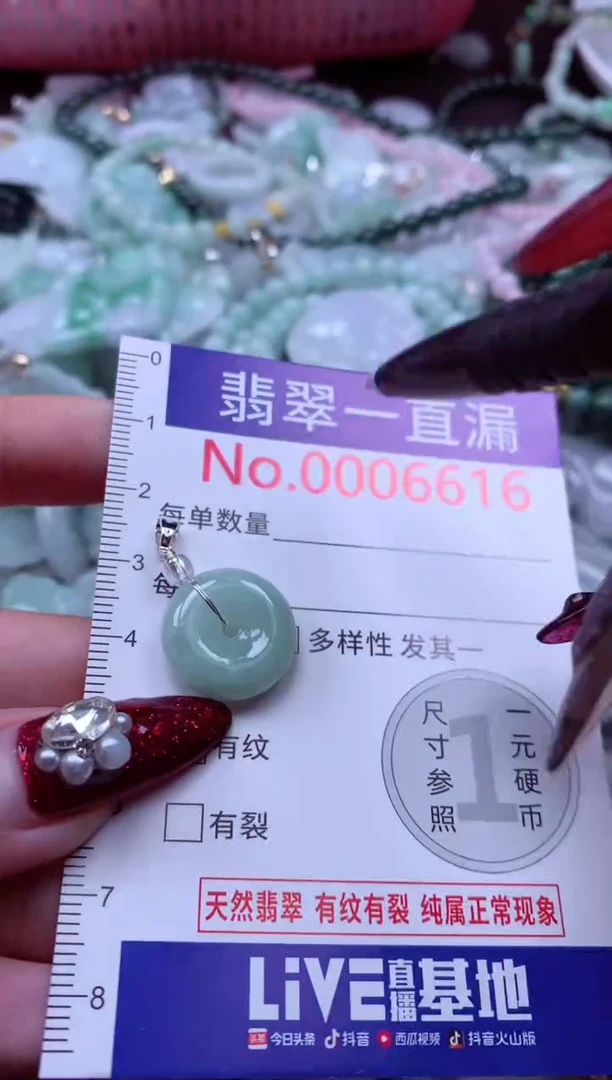 0
翡翠一直漏
1
No.0006616
2
每单数量
3
每
4
多样性 发其一
尺寸参照
1
一元硬币
有纹
有裂
7
天然翡翠 有纹有裂 纯属正常现象
8
LiVE直播基地
头条 今日头条 抖音 西瓜视频 抖音火山版